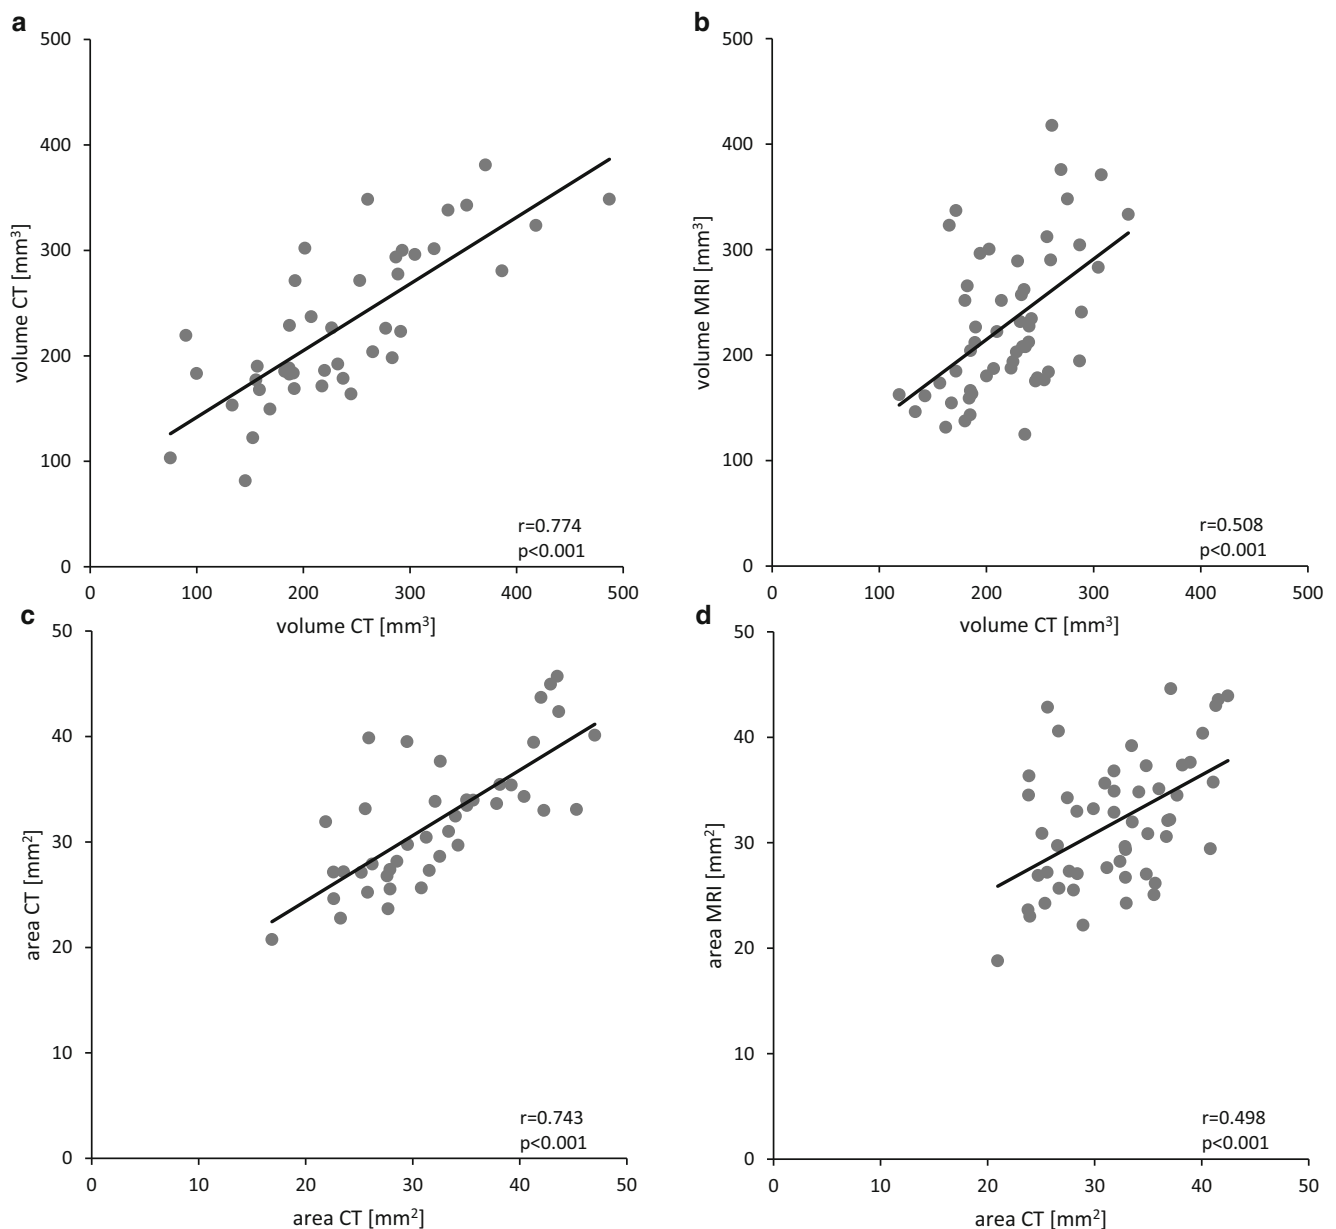 a
500
400
300
200
100
0
volume CT [mm³]
0 100 200 300 400 500
volume CT [mm³]
r=0.774
p<0.001
b
500
400
300
200
100
0
volume MRI [mm³]
0 100 200 300 400 500
volume CT [mm³]
r=0.508
p<0.001
c
50
40
30
20
10
0
area CT [mm²]
0 10 20 30 40 50
area CT [mm²]
r=0.743
p<0.001
d
50
40
30
20
10
0
area MRI [mm²]
0 10 20 30 40 50
area CT [mm²]
r=0.498
p<0.001